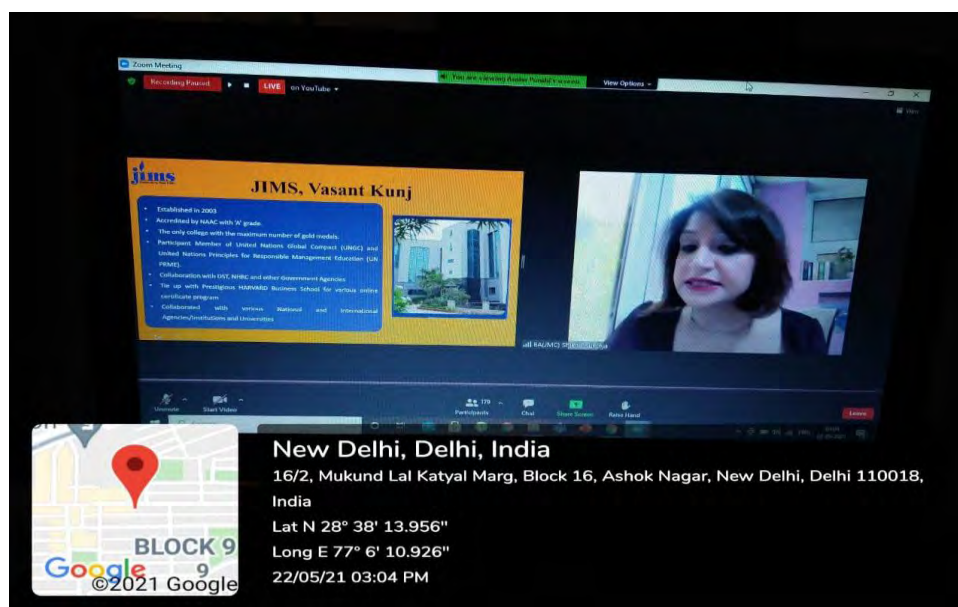 Zoom Meeting
Recording Paused
LIVE on YouTube
You are viewing
View Options
View
jims
JIMS, Vasant Kunj
Established in 2003
Accredited by NAAC with 'A' grade.
The only college with the maximum number of gold medals.
Participant Member of United Nations Global Compact (UNGC) and
United Nations Principles for Responsible Management Education (UN
PRME).
Collaboration with DST, NHRC and other Government Agencies
Tie up with Prestigious HARVARD Business School for various online
certificate program
Collaborated with various National and International
Agencies/Institutions and Universities
Unmute
Start Video
Participants
179
Chat
Share Screen
Raise Hand
Leave
New Delhi, Delhi, India
16/2, Mukund Lal Katyal Marg, Block 16, Ashok Nagar, New Delhi, Delhi 110018,
India
Lat N 28° 38' 13.956"
Long E 77° 6' 10.926"
22/05/21 03:04 PM
BLOCK 9
9
Google
©2021 Google